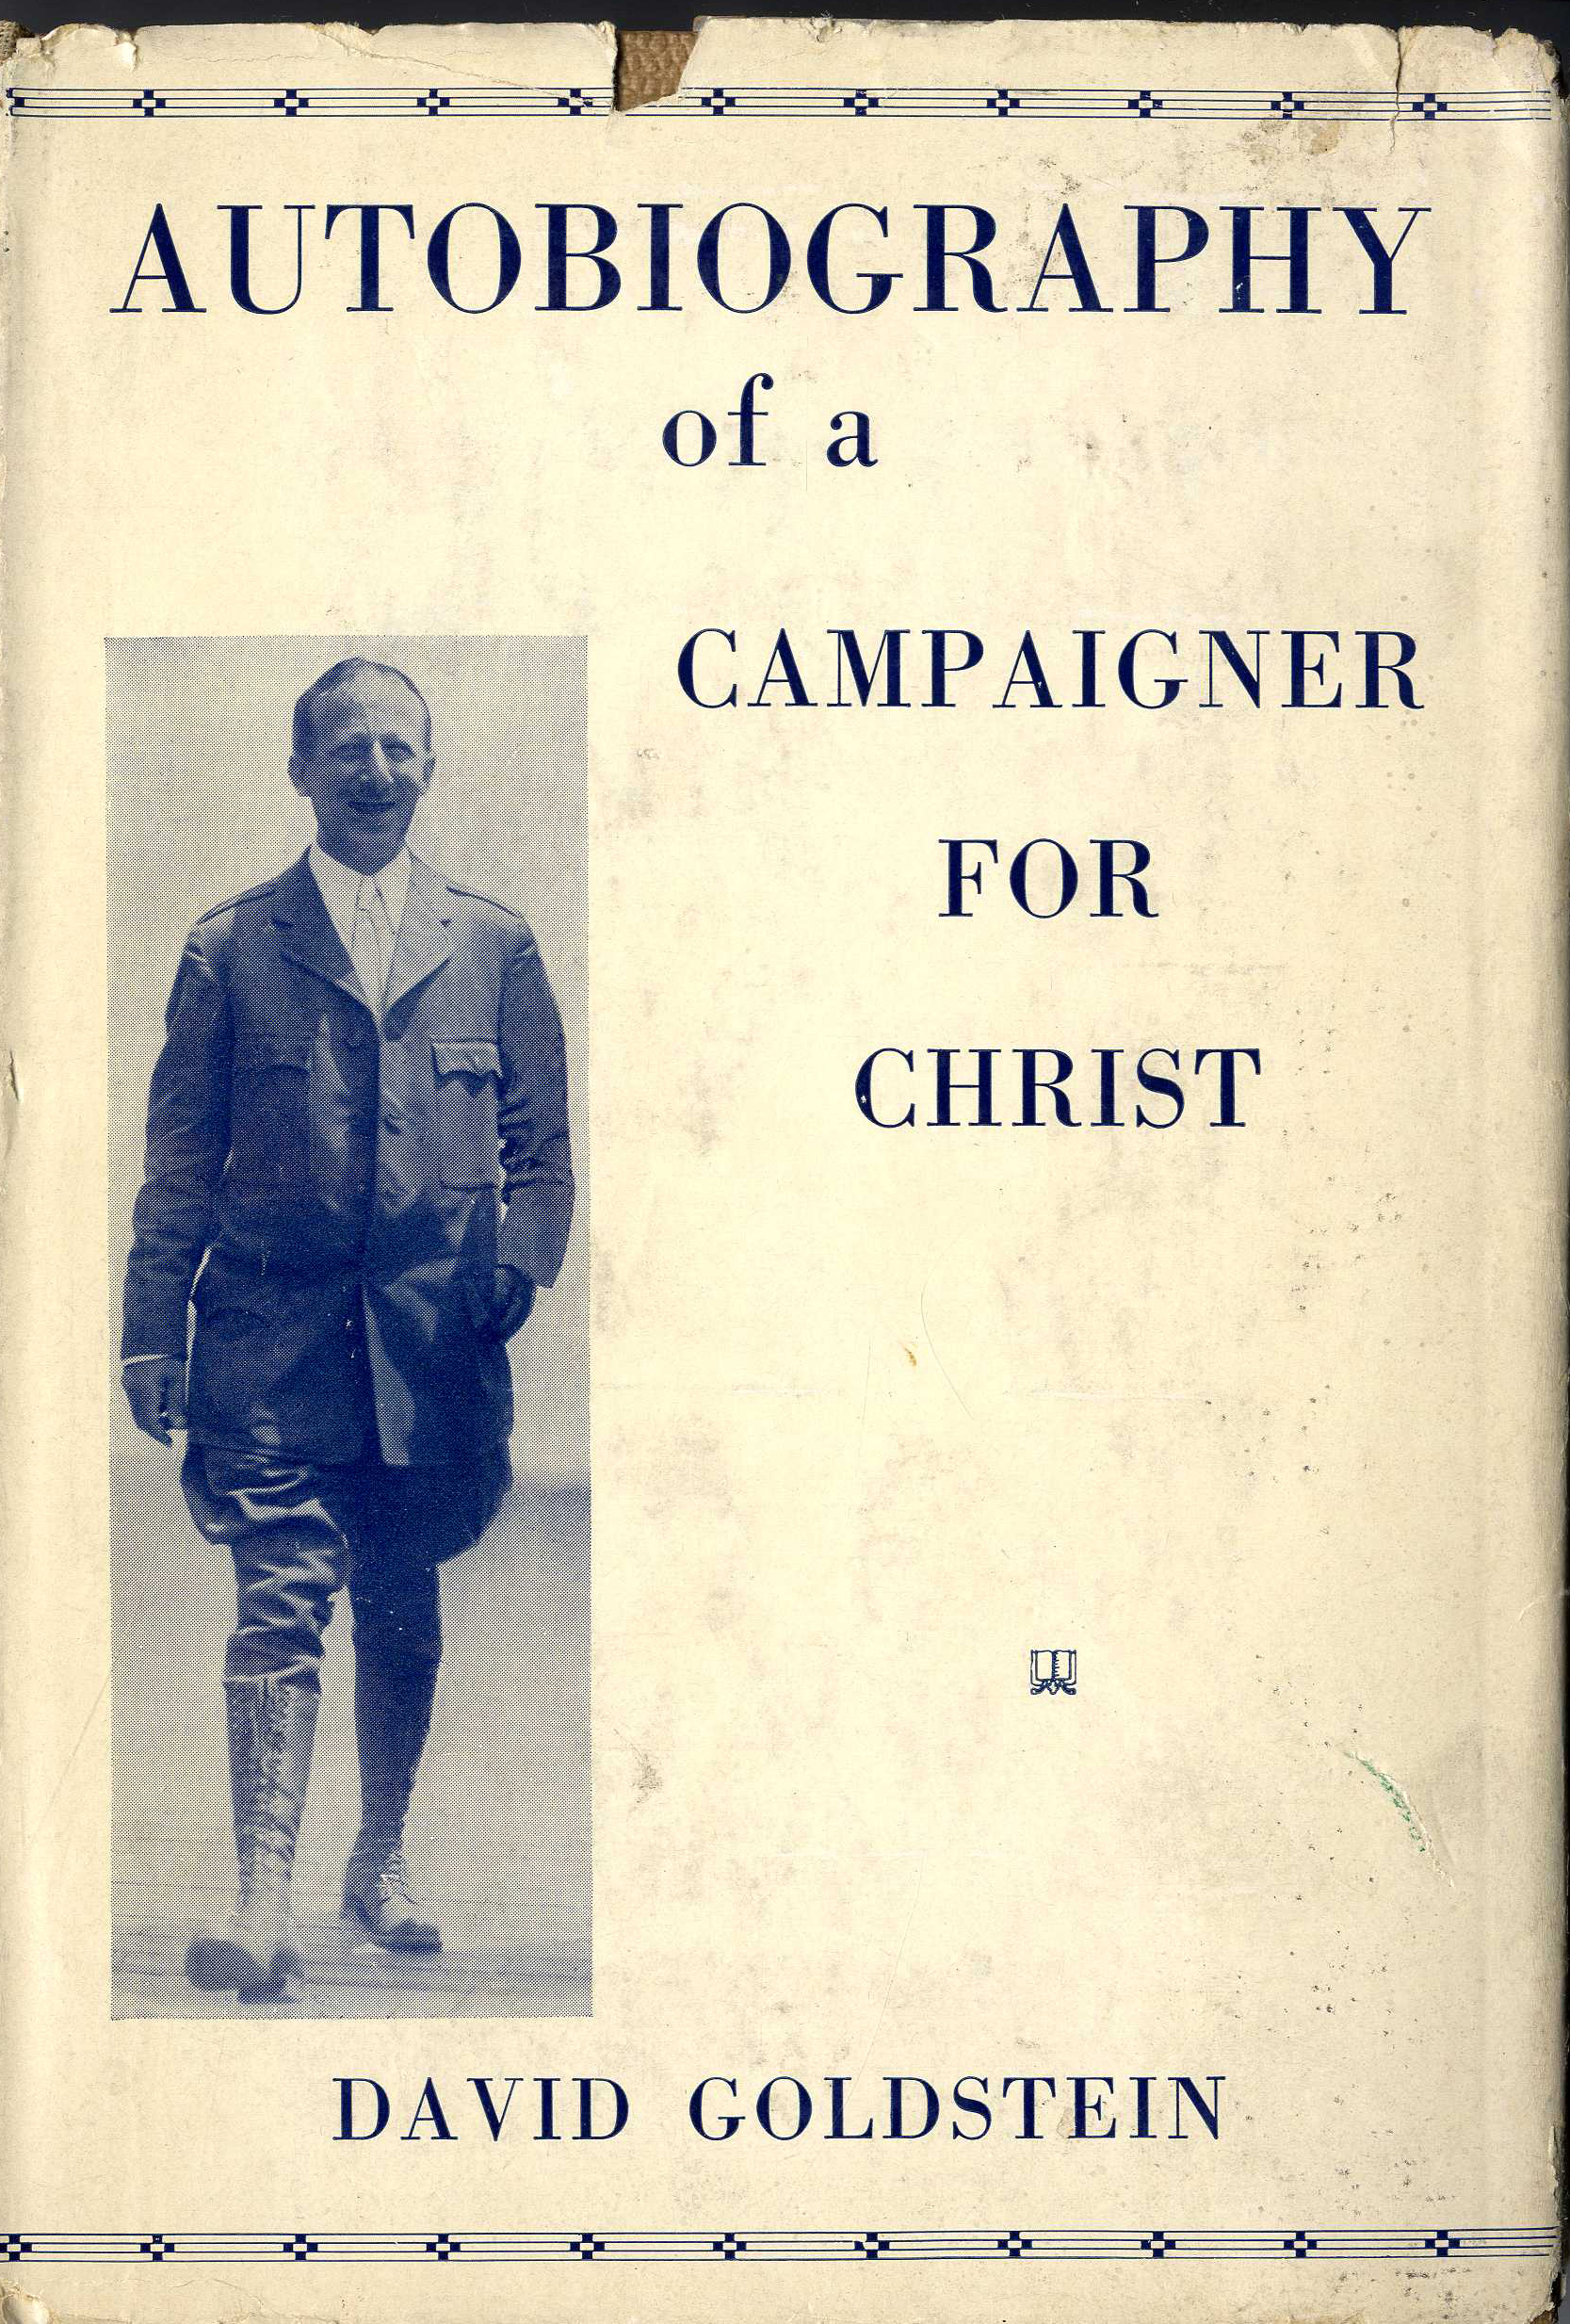 AUTOBIOGRAPHY
of a
CAMPAIGNER
FOR
CHRIST
DAVID GOLDSTEIN